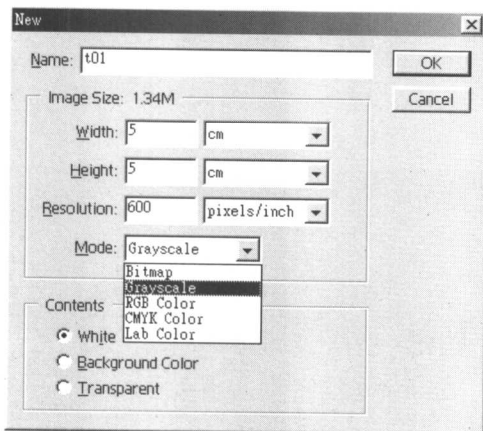 New
Name: t01
OK
Image Size: 1.34M
Cancel
Width: 5 cm
Height: 5 cm
Resolution: 600 pixels/inch
Mode: Grayscale
Bitmap
Grayscale
RGB Color
CMYK Color
Lab Color
Contents
White
Background Color
Transparent